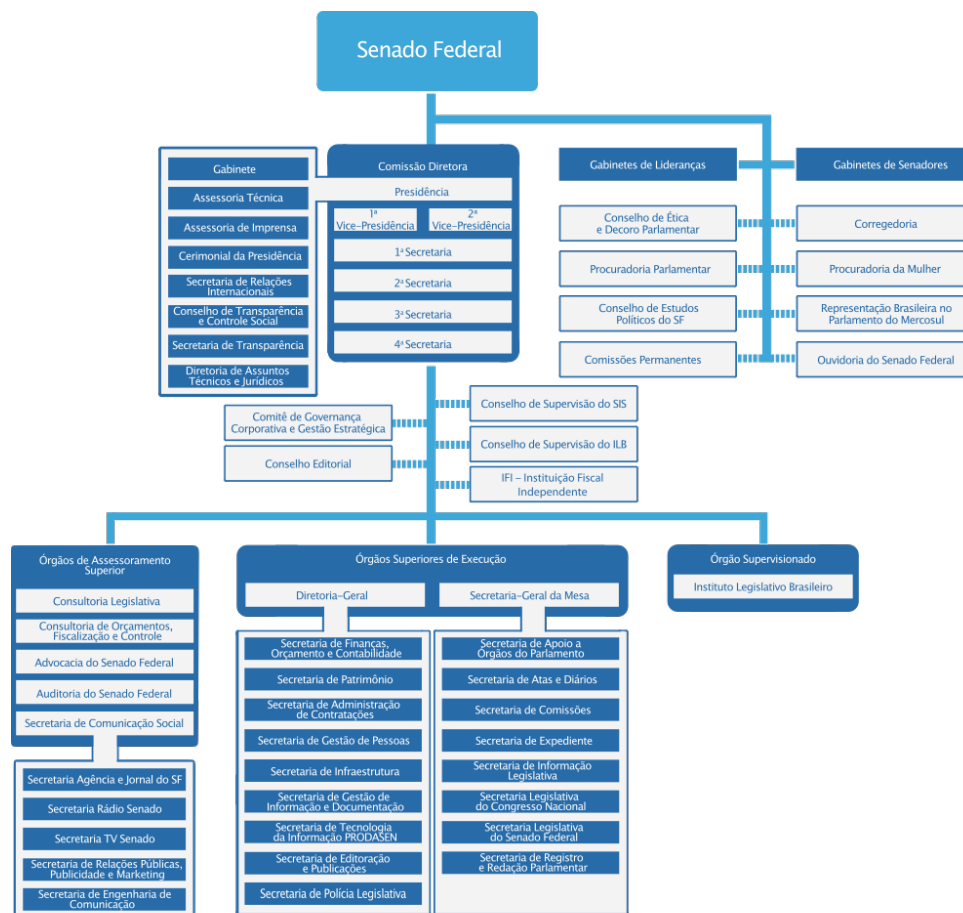 Senado Federal
Gabinete
Assessoria Técnica
Assessoria de Imprensa
Cerimonial da Presidência
Secretaria de Relações
Internacionais
Conselho de Transparência
e Controle Social
Secretaria de Transparência
Diretoria de Assuntos
Técnicos e Jurídicos
Comissão Diretora
Presidência
1ª
Vice-Presidência
2ª
Vice-Presidência
1ª Secretaria
2ª Secretaria
3ª Secretaria
4ª Secretaria
Gabinetes de Lideranças
Gabinetes de Senadores
Conselho de Ética
e Decoro Parlamentar
Corregedoria
Procuradoria Parlamentar
Procuradoria da Mulher
Conselho de Estudos
Políticos do SF
Representação Brasileira no
Parlamento do Mercosul
Comissões Permanentes
Ouvidoria do Senado Federal
Comitê de Governança
Corporativa e Gestão Estratégica
Conselho Editorial
Conselho de Supervisão do SIS
Conselho de Supervisão do ILB
IFI – Instituição Fiscal
Independente
Órgãos de Assessoramento
Superior
Consultoria Legislativa
Consultoria de Orçamentos,
Fiscalização e Controle
Advocacia do Senado Federal
Auditoria do Senado Federal
Secretaria de Comunicação Social
Secretaria Agência e Jornal do SF
Secretaria Rádio Senado
Secretaria TV Senado
Secretaria de Relações Públicas,
Publicidade e Marketing
Secretaria de Engenharia de
Comunicação
Órgãos Superiores de Execução
Diretoria-Geral
Secretaria de Finanças,
Orçamento e Contabilidade
Secretaria de Patrimônio
Secretaria de Administração
de Contratações
Secretaria de Gestão de Pessoas
Secretaria de Infraestrutura
Secretaria de Gestão de
Informação e Documentação
Secretaria de Tecnologia
da Informação PRODASEN
Secretaria de Editoração
e Publicações
Secretaria de Polícia Legislativa
Secretaria-Geral da Mesa
Secretaria de Apoio a
Órgãos do Parlamento
Secretaria de Atas e Diários
Secretaria de Comissões
Secretaria de Expediente
Secretaria de Informação
Legislativa
Secretaria Legislativa
do Congresso Nacional
Secretaria Legislativa
do Senado Federal
Secretaria de Registro
e Redação Parlamentar
Órgão Supervisionado
Instituto Legislativo Brasileiro